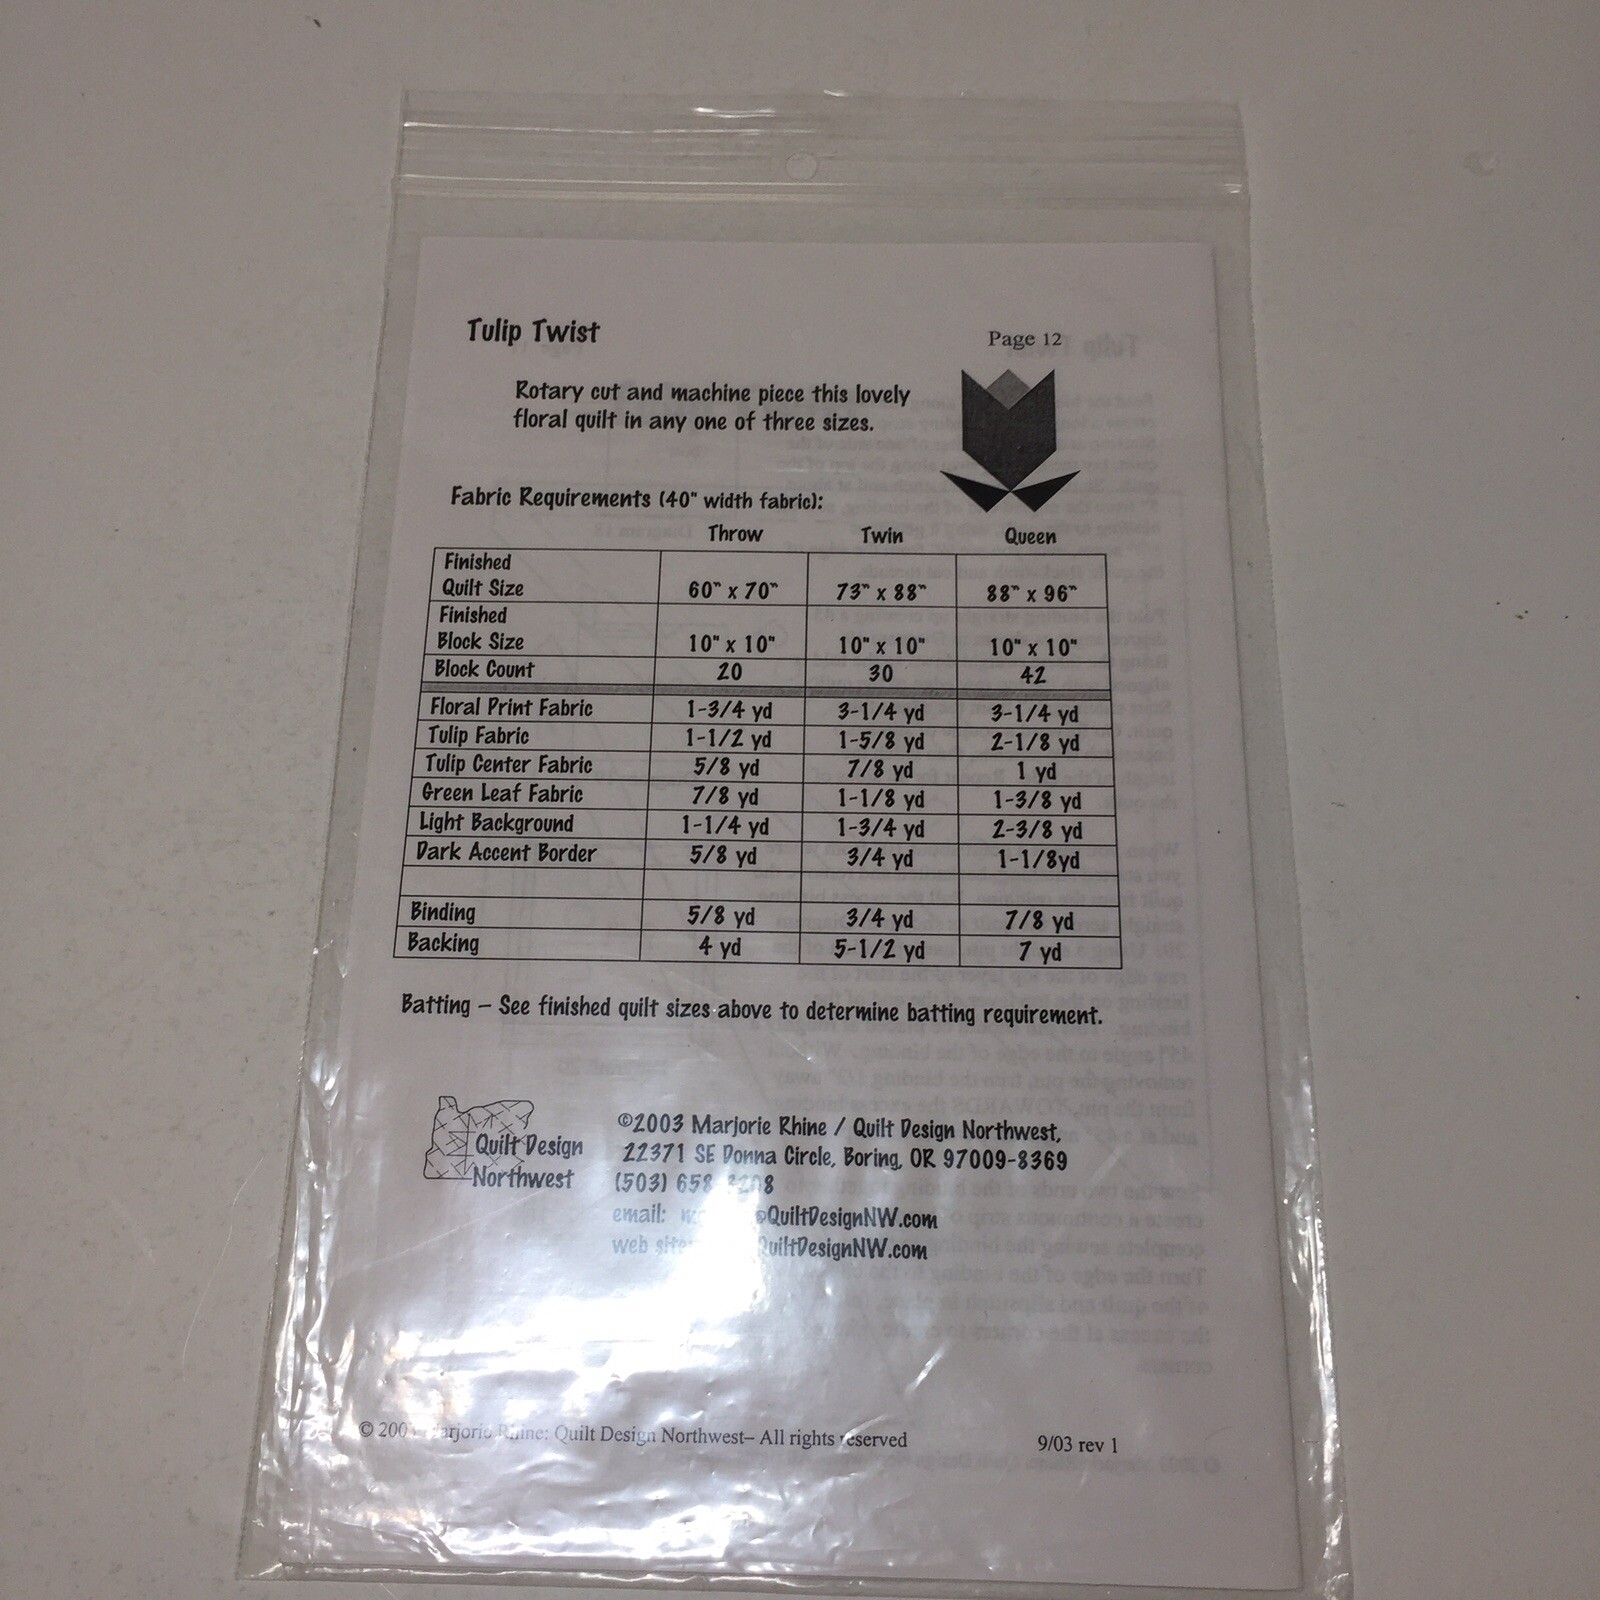 Tulip Twist
Page 12
Rotary cut and machine piece this lovely
floral quilt in any one of three sizes.
Fabric Requirements (40" width fabric):
Throw Twin Queen
Finished
Quilt Size 60" x 70" 73" x 88" 88" x 96"
Finished
Block Size 10" x 10" 10" x 10" 10" x 10"
Block Count 20 30 42
Floral Print Fabric 1-3/4 yd 3-1/4 yd 3-1/4 yd
Tulip Fabric 1-1/2 yd 1-5/8 yd 2-1/8 yd
Tulip Center Fabric 5/8 yd 7/8 yd 1 yd
Green Leaf Fabric 7/8 yd 1-1/8 yd 1-3/8 yd
Light Background 1-1/4 yd 1-3/4 yd 2-3/8 yd
Dark Accent Border 5/8 yd 3/4 yd 1-1/8yd
Binding 5/8 yd 3/4 yd 7/8 yd
Backing 4 yd 5-1/2 yd 7 yd
Batting – See finished quilt sizes above to determine batting requirement.
Quilt Design
Northwest
©2003 Marjorie Rhine / Quilt Design Northwest,
22371 SE Donna Circle, Boring, OR 97009-8369
(503) 658
email: @QuiltDesignNW.com
web site: QuiltDesignNW.com
© Marjorie Rhine: Quilt Design Northwest– All rights reserved
9/03 rev 1